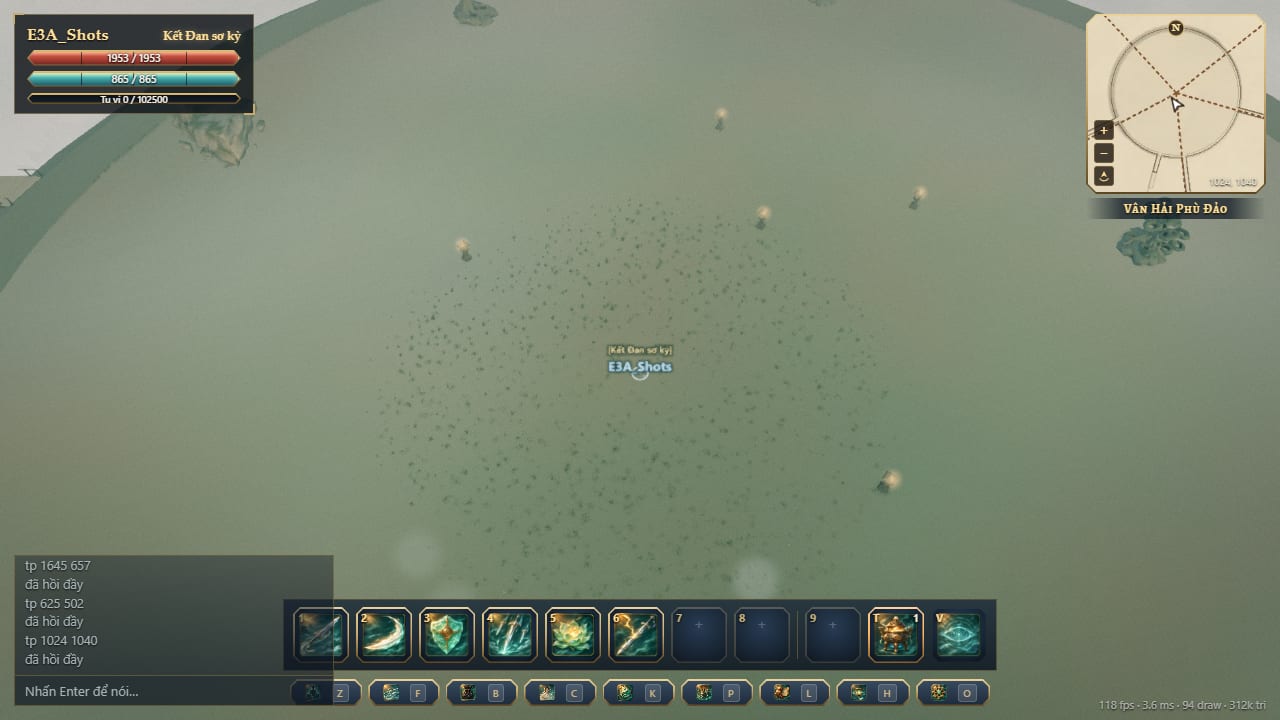 E3A_Shots
Kết Đan sơ kỳ
1953 / 1953
865 / 865
Tu vi 0 / 102500
N
+
−
1024, 1040
Vân Hải Phù Đảo
[Kết Đan sơ kỳ]
E3A_Shots
tp 1645 657
đã hồi đầy
tp 625 502
đã hồi đầy
tp 1024 1040
đã hồi đầy
Nhấn Enter để nói...
1 2 3 4 5 6 7 + 8 + 9 + T 1 V
Z F B C K P L H O
118 fps · 3.6 ms · 94 draw · 312k tri